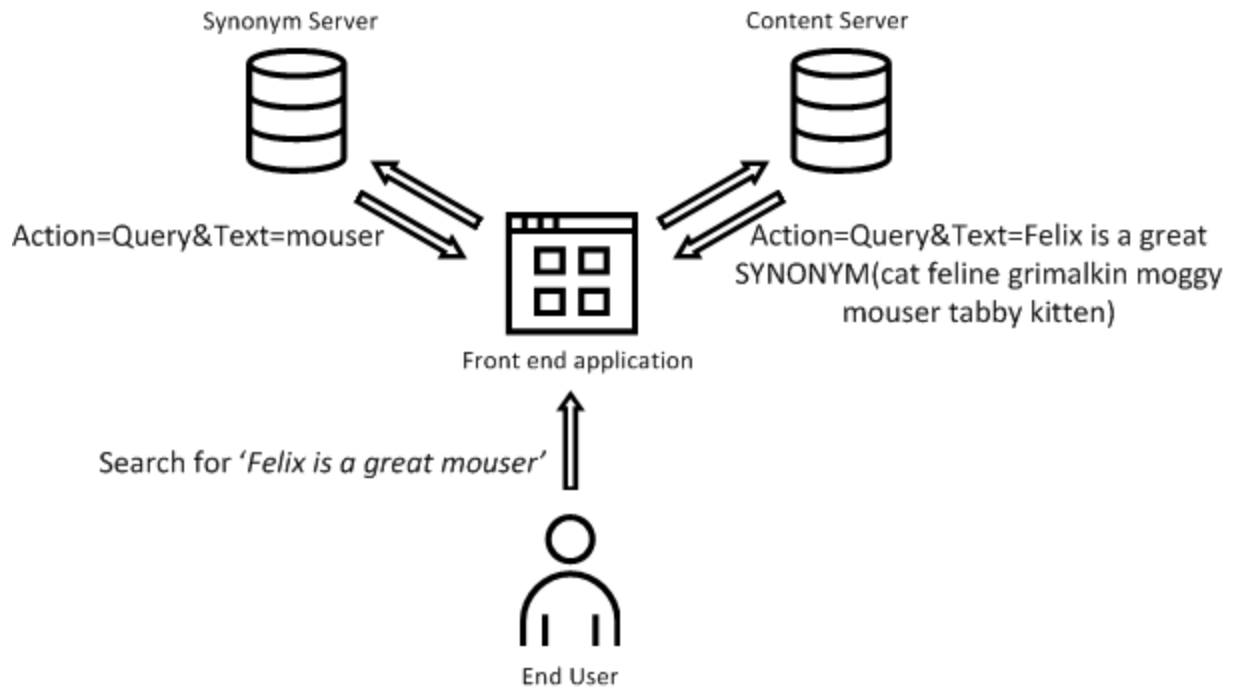 Synonym Server
Content Server
Action=Query&Text=mouser
Action=Query&Text=Felix is a great
SYNONYM(cat feline grimalkin moggy
mouser tabby kitten)
Front end application
Search for ‘Felix is a great mouser’
End User